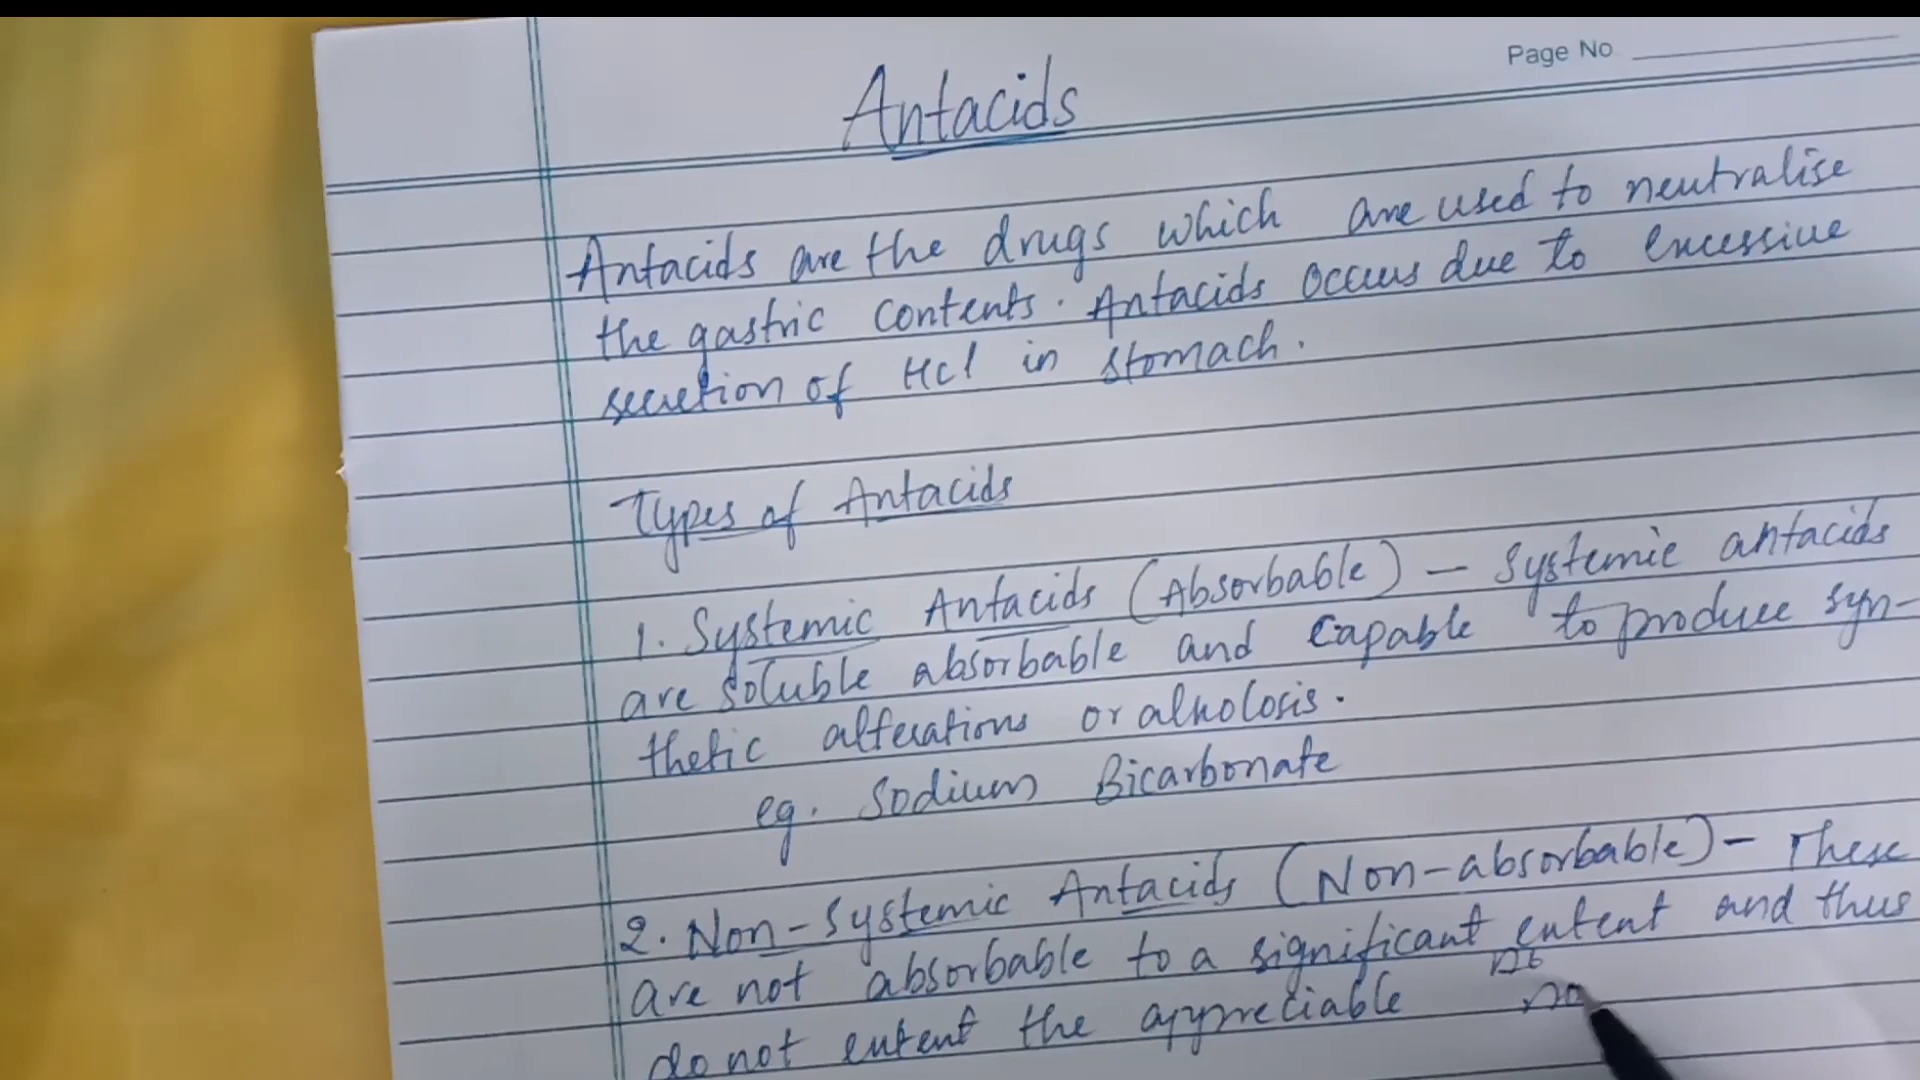 Page No
Antacids
Antacids are the drugs which are used to neutralise
the gastric contents. Antacids occurs due to excessive
secretion of HCl in stomach.
Types of Antacids
1. Systemic Antacids (Absorbable) - Systemic antacids
are soluble absorbable and capable to produce syn-
thetic alterations or alkolosis.
eg. Sodium Bicarbonate
2. Non-Systemic Antacids (Non-absorbable) - These
are not absorbable to a significant extent and thus
do not extent the appreciable